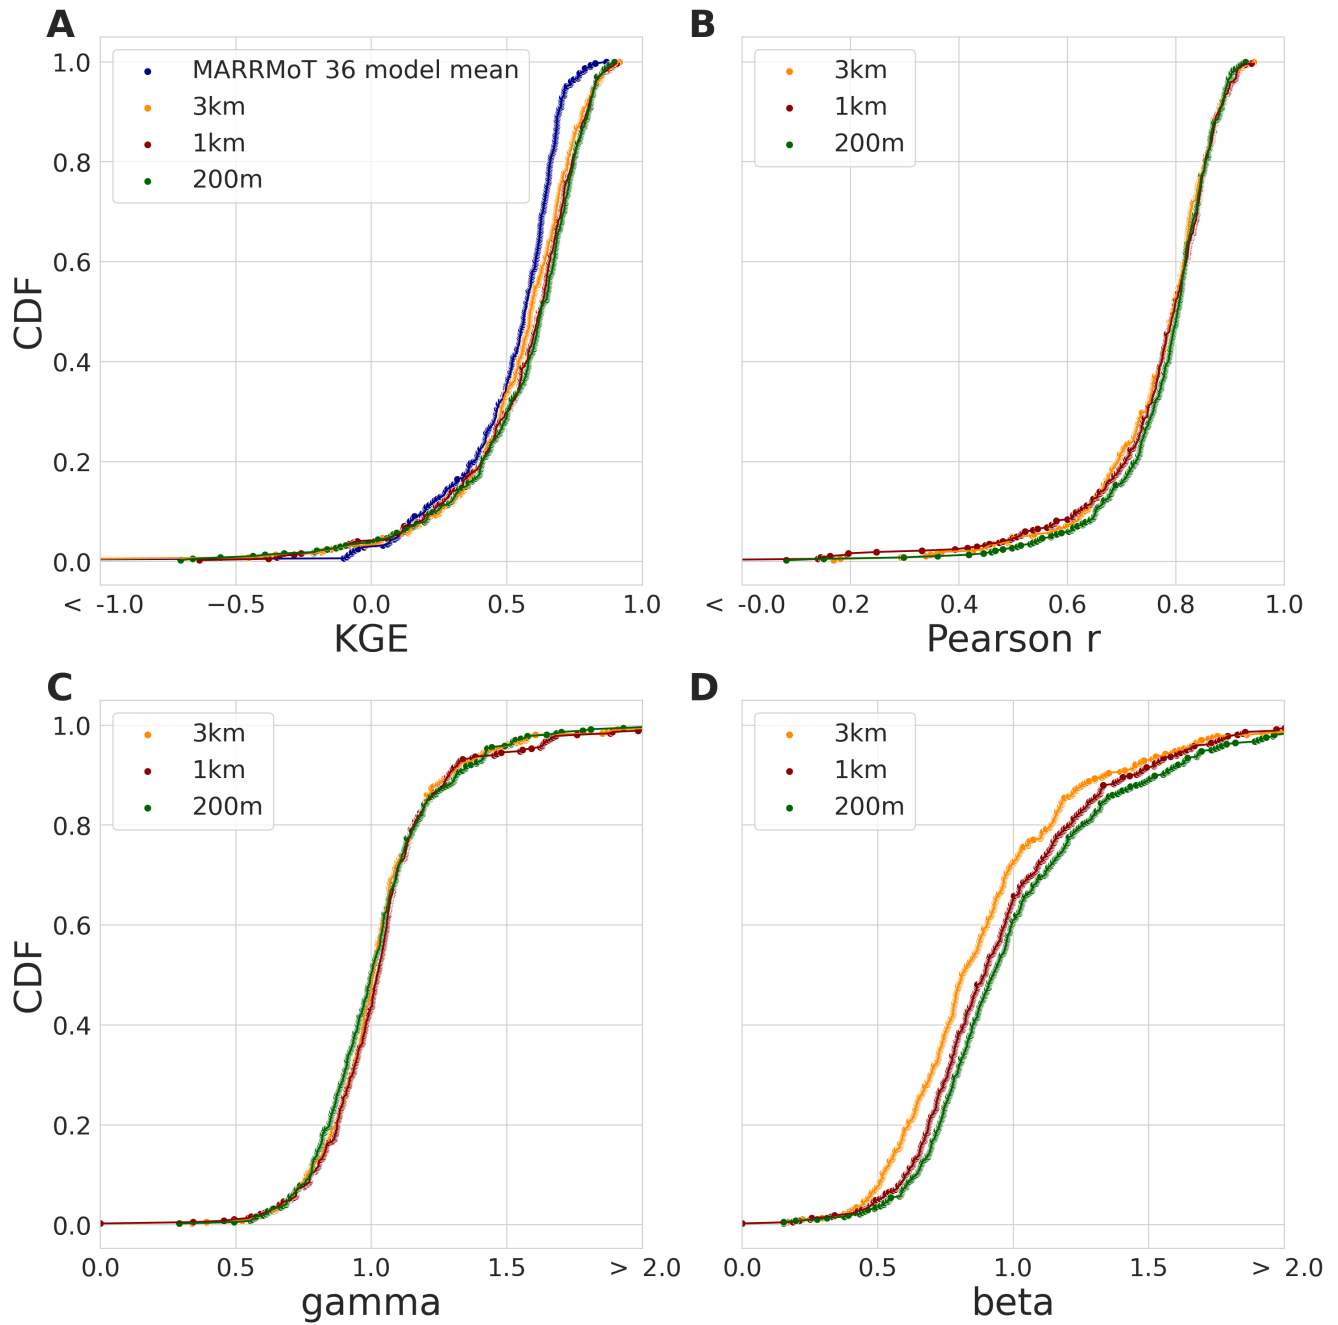 A
MARRMoT 36 model mean
3km
1km
200m
CDF
1.0
0.8
0.6
0.4
0.2
0.0
< -1.0
−0.5
0.0
0.5
1.0
KGE
B
3km
1km
200m
< -0.0
0.2
0.4
0.6
0.8
1.0
Pearson r
C
3km
1km
200m
CDF
1.0
0.8
0.6
0.4
0.2
0.0
0.0
0.5
1.0
1.5
> 2.0
gamma
D
3km
1km
200m
0.0
0.5
1.0
1.5
> 2.0
beta